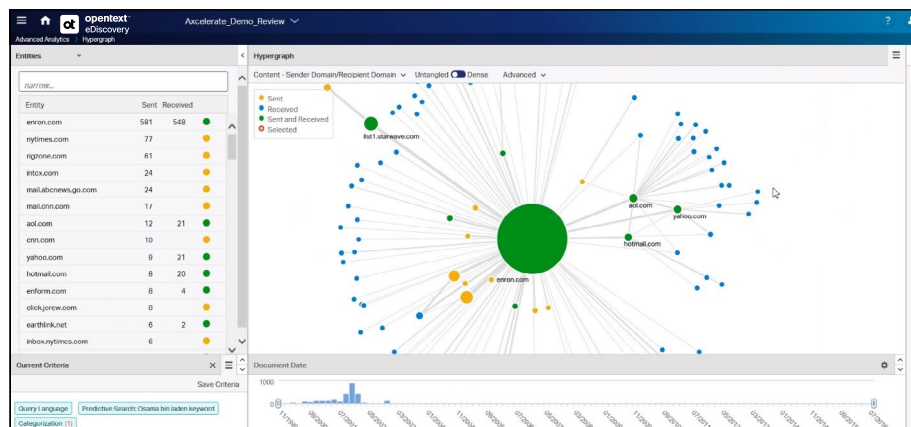 opentext™
eDiscovery
Axcelerate_Demo_Review
?
Advanced Analytics > Hypergraph
Entities
Hypergraph
narrow...
Content - Sender Domain/Recipient Domain
Untangled
Dense
Advanced
Entity Sent Received
enron.com 581 548
nytimes.com 77
rigzone.com 61
intcx.com 24
mail.abcnews.go.com 24
mail.cnn.com 17
aol.com 12 21
cnn.com 10
yahoo.com 9 21
hotmail.com 8 20
enform.com 8 4
click.jcrew.com 8
earthlink.net 6 2
inbox.nytimes.com 6
Sent
Received
Sent and Received
Selected
list1.starwave.com
aol.com
yahoo.com
hotmail.com
enron.com
Current Criteria
Save Criteria
Query Language
Predictive Search: Osama bin laden keyword
Categorization (1)
Document Date
1000
0